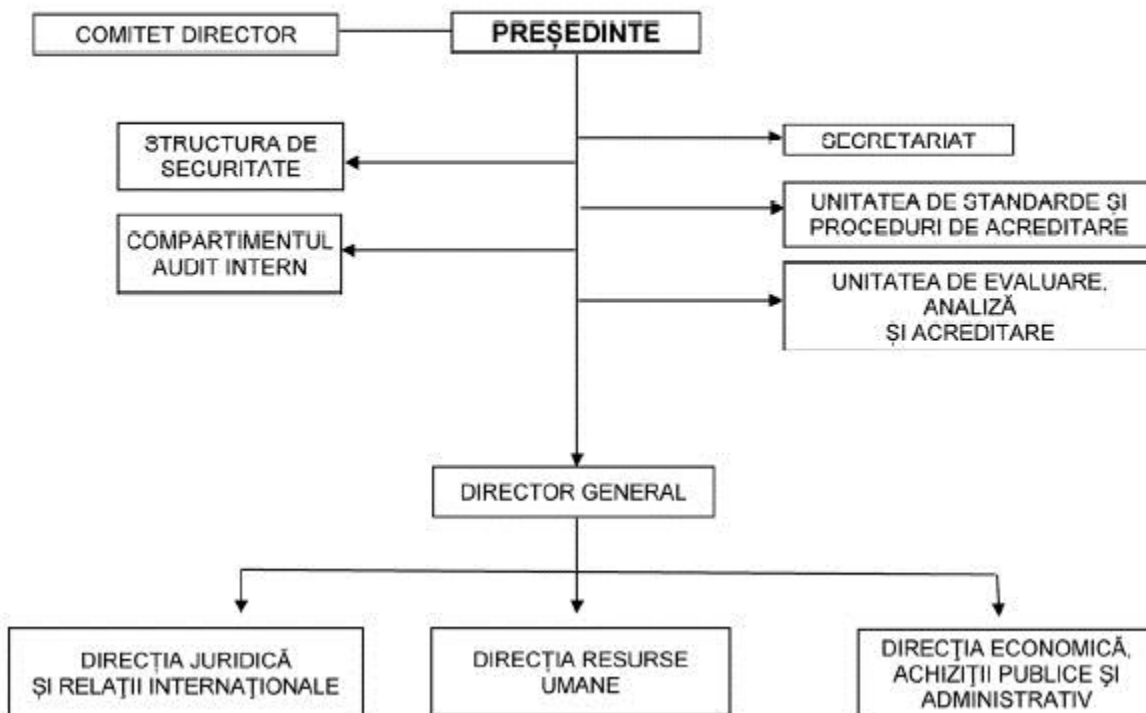 COMITET DIRECTOR
PREȘEDINTE
STRUCTURA DE
SECURITATE
SECRETARIAT
UNITATEA DE STANDARDE ȘI
PROCEDURI DE ACREDITARE
COMPARTIMENTUL
AUDIT INTERN
UNITATEA DE EVALUARE,
ANALIZĂ
ȘI ACREDITARE
DIRECTOR GENERAL
DIRECȚIA JURIDICĂ
ȘI RELAȚII INTERNAȚIONALE
DIRECȚIA RESURSE
UMANE
DIRECȚIA ECONOMICĂ,
ACHIZIȚII PUBLICE ȘI
ADMINISTRATIV